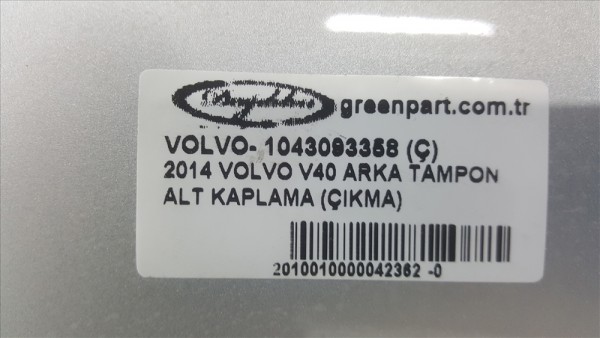 greenpart.com.tr
VOLVO- 1043093358 (Ç)
2014 VOLVO V40 ARKA TAMPON
ALT KAPLAMA (ÇIKMA)
2010010000042362 -0